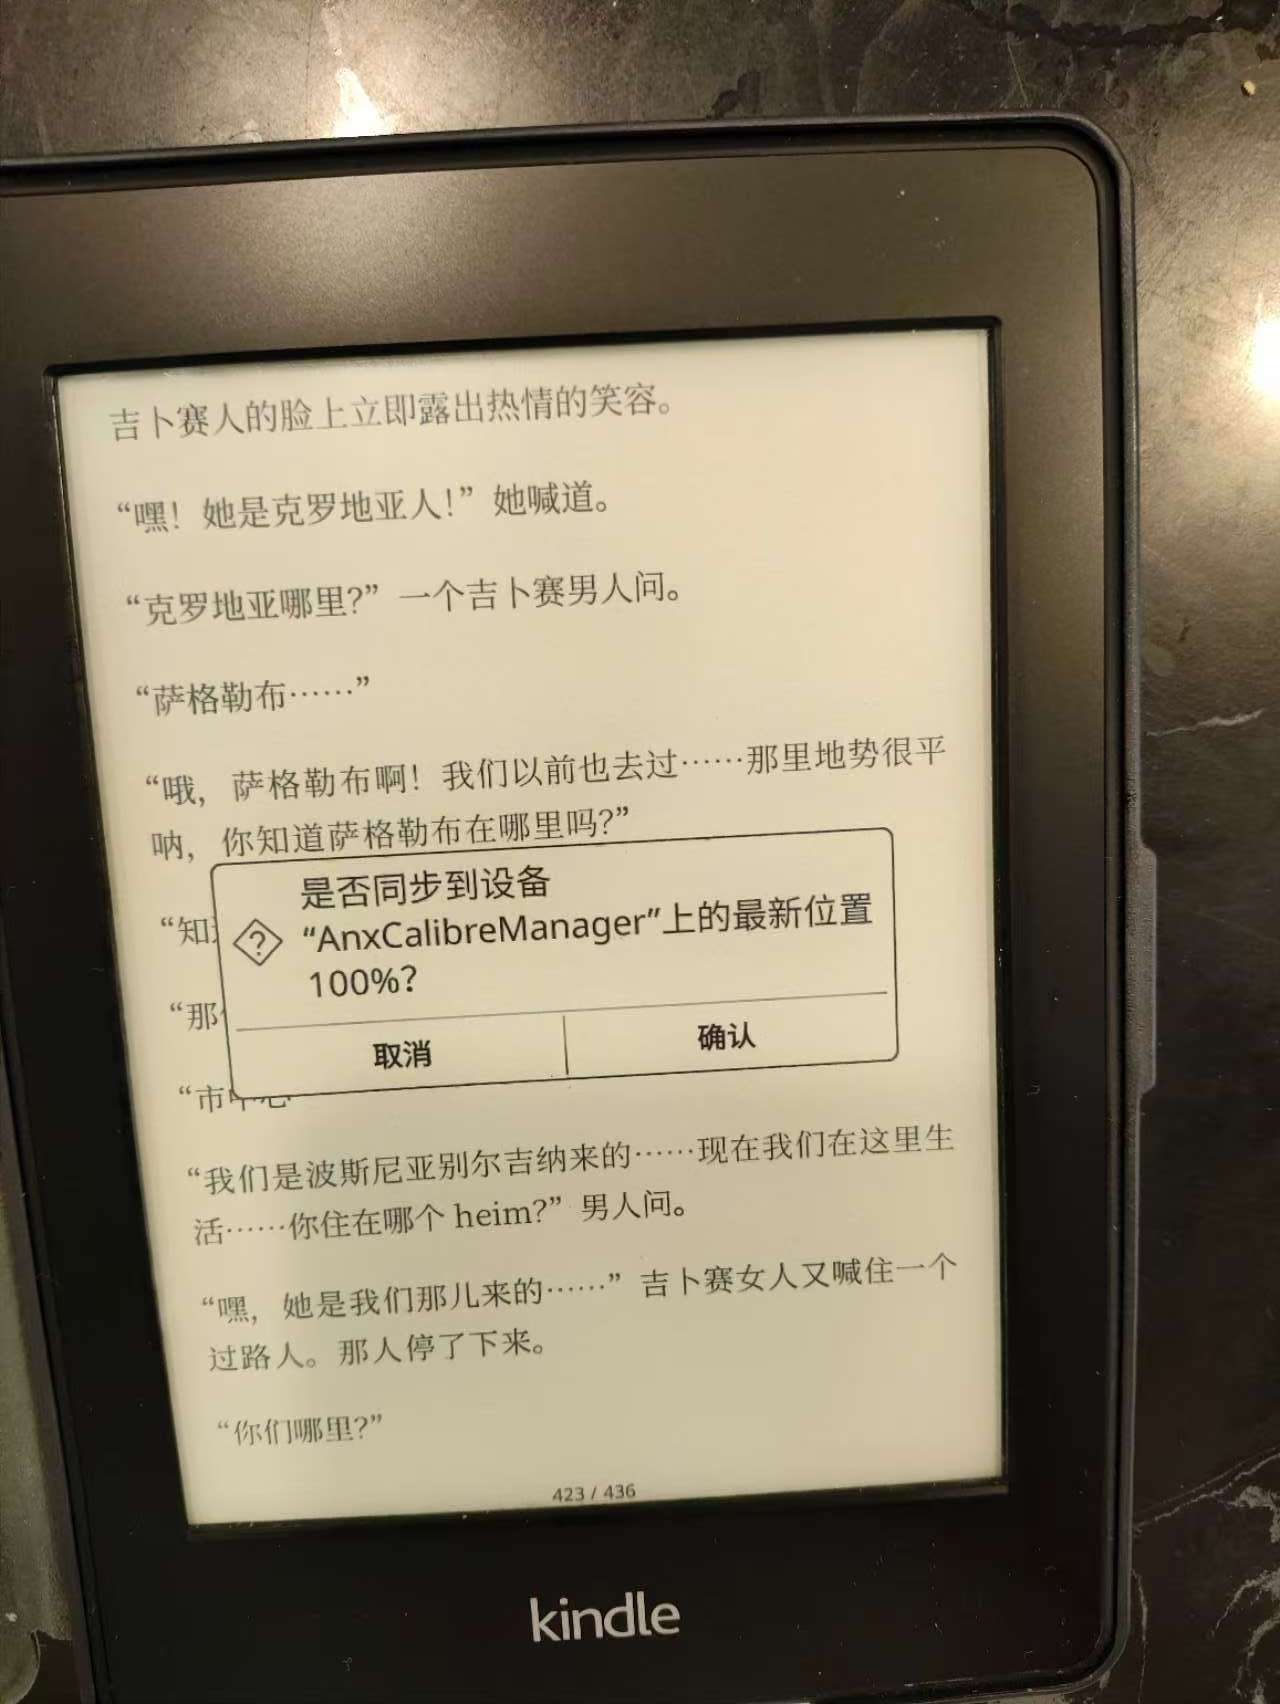 吉卜赛人的脸上立即露出热情的笑容。
“嘿！她是克罗地亚人！”她喊道。
“克罗地亚哪里？”一个吉卜赛男人问。
“萨格勒布……”
“哦，萨格勒布啊！我们以前也去过……那里地势很平
呐，你知道萨格勒布在哪里吗？”
是否同步到设备
“AnxCalibreManager”上的最新位置
100%？
取消
确认
“知
“那
“市中心
“我们是波斯尼亚别尔吉纳来的……现在我们在这里生
活……你住在哪个 heim？”男人问。
“嘿，她是我们那儿来的……”吉卜赛女人又喊住一个
过路人。那人停了下来。
“你们哪里？”
423 / 436
kindle